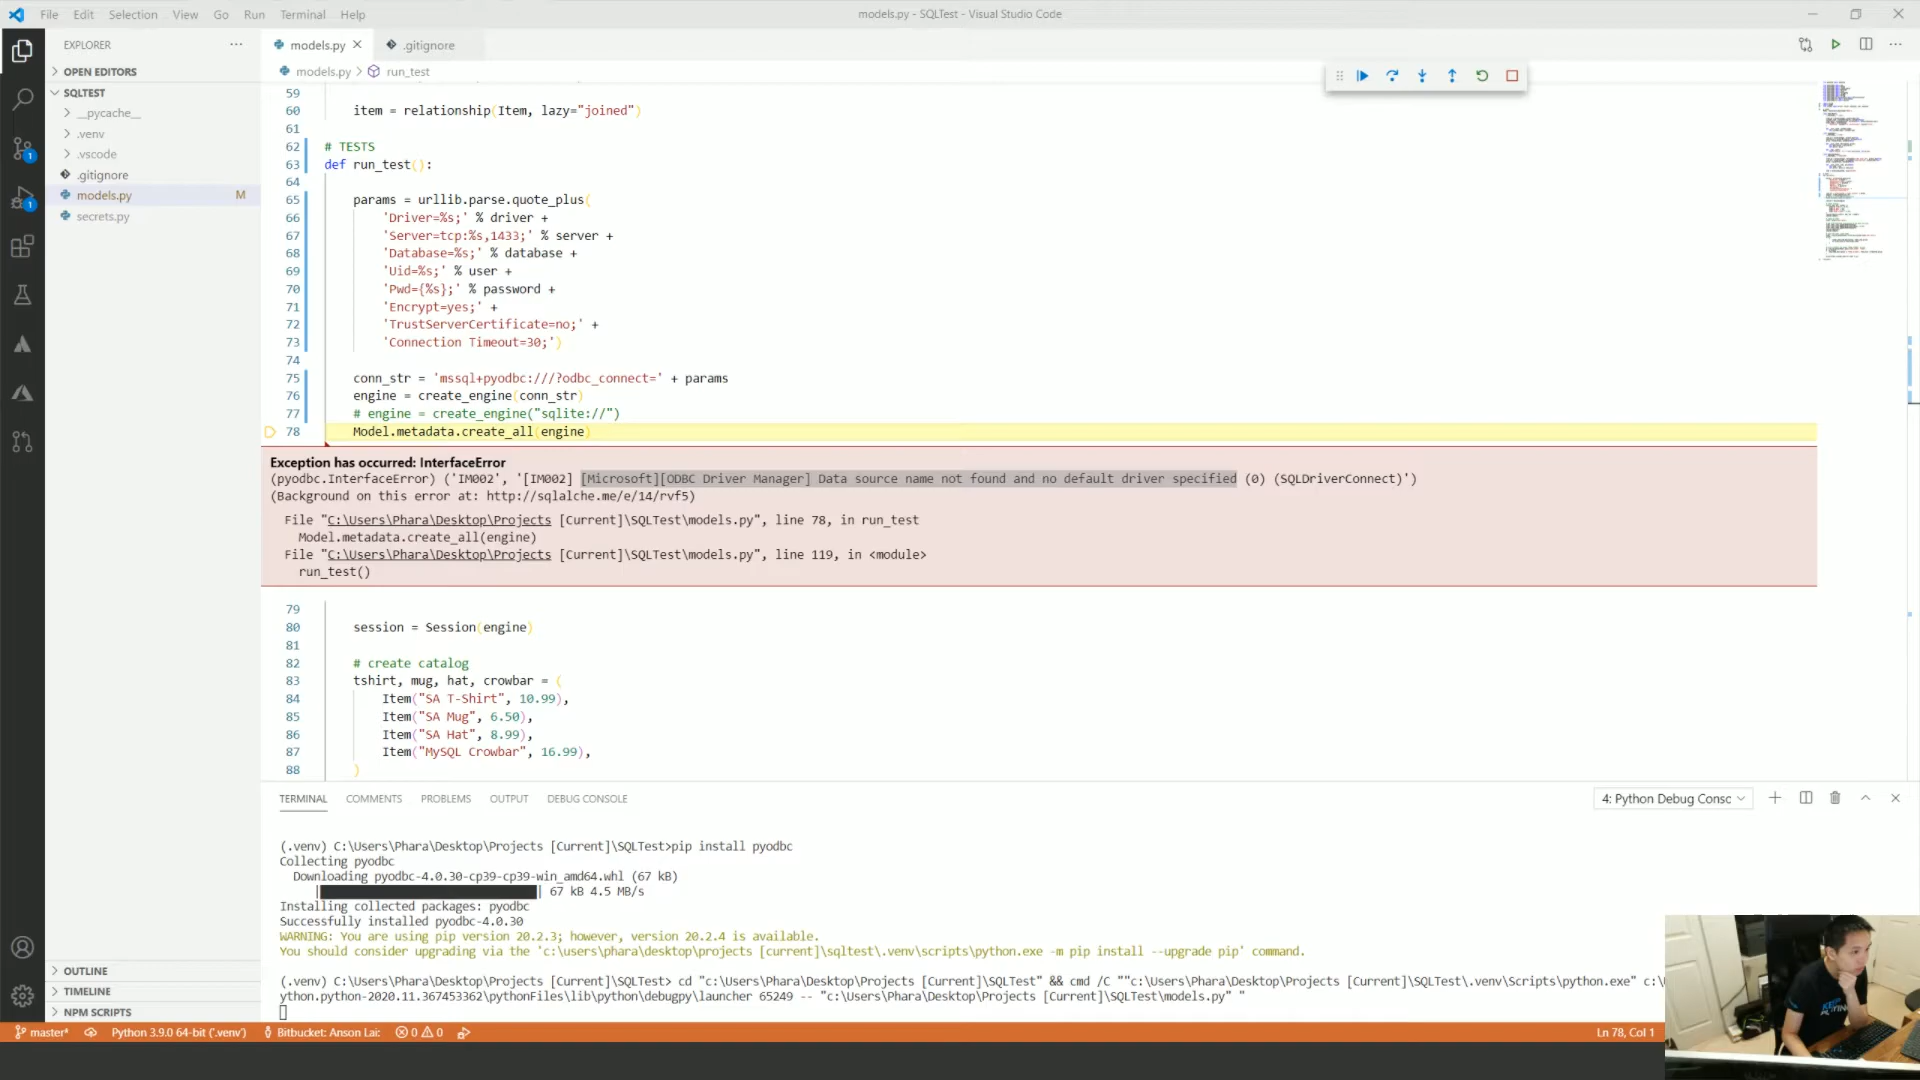 File Edit Selection View Go Run Terminal Help
models.py - SQLTest - Visual Studio Code
EXPLORER
OPEN EDITORS
SQLTEST
__pycache__
.venv
.vscode
.gitignore
models.py M
secrets.py
OUTLINE
TIMELINE
NPM SCRIPTS
models.py
.gitignore
models.py > run_test
59
60 item = relationship(Item, lazy="joined")
61
62 # TESTS
63 def run_test():
64
65 params = urllib.parse.quote_plus(
66 'Driver=%s;' % driver +
67 'Server=tcp:%s,1433;' % server +
68 'Database=%s;' % database +
69 'Uid=%s;' % user +
70 'Pwd={%s};' % password +
71 'Encrypt=yes;' +
72 'TrustServerCertificate=no;' +
73 'Connection Timeout=30;')
74
75 conn_str = 'mssql+pyodbc:///?odbc_connect=' + params
76 engine = create_engine(conn_str)
77 # engine = create_engine("sqlite://")
78 Model.metadata.create_all(engine)
Exception has occurred: InterfaceError
(pyodbc.InterfaceError) ('IM002', '[IM002] [Microsoft][ODBC Driver Manager] Data source name not found and no default driver specified (0) (SQLDriverConnect)')
(Background on this error at: http://sqlalche.me/e/14/rvf5)
File "C:\Users\Phara\Desktop\Projects [Current]\SQLTest\models.py", line 78, in run_test
Model.metadata.create_all(engine)
File "C:\Users\Phara\Desktop\Projects [Current]\SQLTest\models.py", line 119, in <module>
run_test()
79
80 session = Session(engine)
81
82 # create catalog
83 tshirt, mug, hat, crowbar = (
84 Item("SA T-Shirt", 10.99),
85 Item("SA Mug", 6.50),
86 Item("SA Hat", 8.99),
87 Item("MySQL Crowbar", 16.99),
88 )
TERMINAL COMMENTS PROBLEMS OUTPUT DEBUG CONSOLE
4: Python Debug Consc
(.venv) C:\Users\Phara\Desktop\Projects [Current]\SQLTest>pip install pyodbc
Collecting pyodbc
Downloading pyodbc-4.0.30-cp39-cp39-win_amd64.whl (67 kB)
67 kB 4.5 MB/s
Installing collected packages: pyodbc
Successfully installed pyodbc-4.0.30
WARNING: You are using pip version 20.2.3; however, version 20.2.4 is available.
You should consider upgrading via the 'c:\users\phara\desktop\projects [current]\sqltest\.venv\scripts\python.exe -m pip install --upgrade pip' command.
(.venv) C:\Users\Phara\Desktop\Projects [Current]\SQLTest> cd "c:\Users\Phara\Desktop\Projects [Current]\SQLTest" && cmd /C ""c:\Users\Phara\Desktop\Projects [Current]\SQLTest\.venv\Scripts\python.exe" c:\
ython.python-2020.11.367453362\pythonFiles\lib\python\debugpy\launcher 65249 -- "c:\Users\Phara\Desktop\Projects [Current]\SQLTest\models.py" "
master* Python 3.9.0 64-bit ('.venv') Bitbucket: Anson Lai: 0 0 Ln 78, Col 1